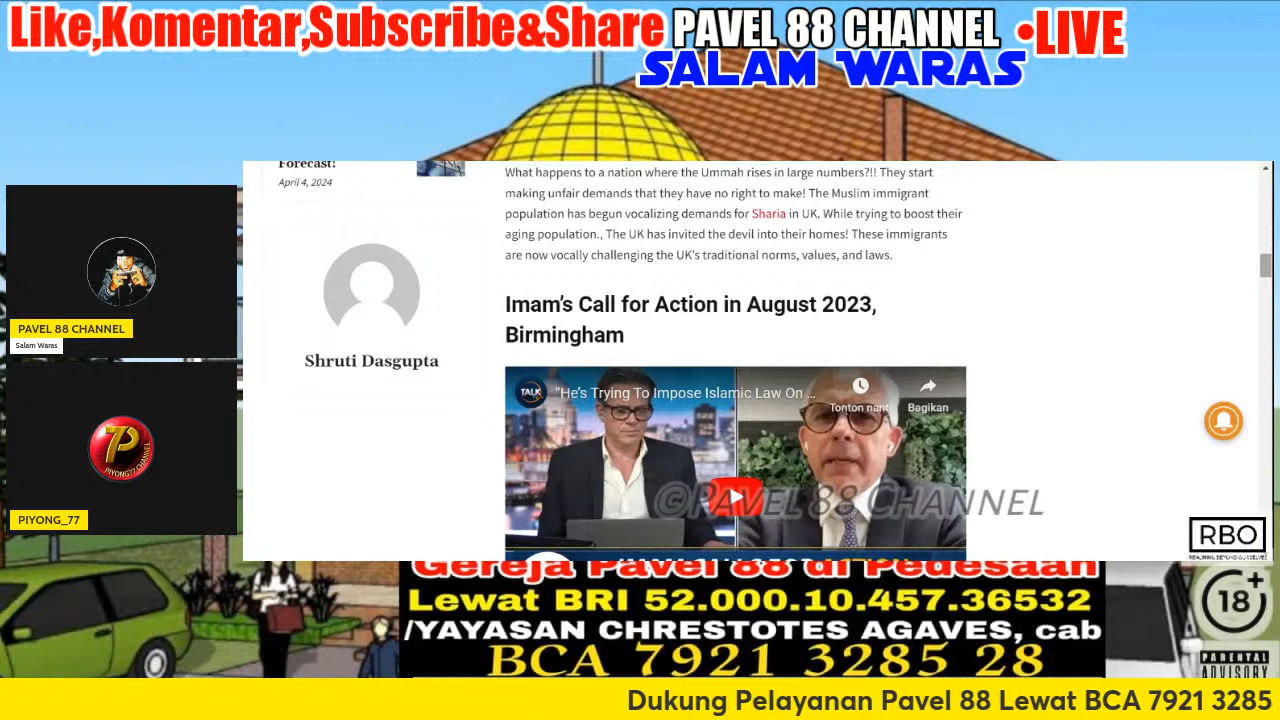 Like,Komentar,Subscribe&Share PAVEL 88 CHANNEL •LIVE
SALAM WARAS
Forecast!
April 4, 2024
Shruti Dasgupta
What happens to a nation where the Ummah rises in large numbers?!! They start
making unfair demands that they have no right to make! The Muslim immigrant
population has begun vocalizing demands for Sharia in UK. While trying to boost their
aging population., The UK has invited the devil into their homes! These immigrants
are now vocally challenging the UK's traditional norms, values, and laws.
Imam's Call for Action in August 2023,
Birmingham
TALK
"He's Trying To Impose Islamic Law On ...
Tonton nanti
Bagikan
©PAVEL 88 CHANNEL
PAVEL 88 CHANNEL
Salam Waras
7P
PIYONG77 CHANNEL
PIYONG_77
RBO
REACHING BEYOND OURSELVES
Gereja Pavel 88 di Pedesaan
Lewat BRI 52.000.10.457.36532
/YAYASAN CHRESTOTES AGAVES, cab
BCA 7921 3285 28
18+
PARENTAL
ADVISORY
Dukung Pelayanan Pavel 88 Lewat BCA 7921 3285